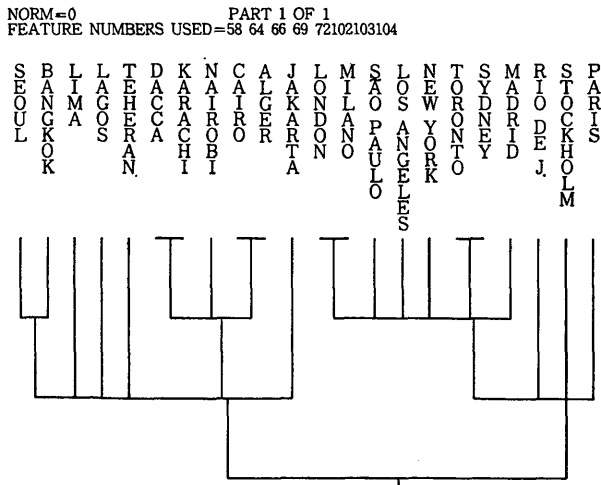 NORM=0 PART 1 OF 1
FEATURE NUMBERS USED=58 64 66 69 72102103104
SEOUL
BANGKOK
LIMA
LAGOS
TEHERAN
DACCA
KARACHI
NAIROBI
CAIRO
ALGER
JAKARTA
LONDON
MILANO
SÃO PAULO
LOS ANGELES
NEW YORK
TORONTO
SYDNEY
MADRID
RIO DE J.
STOCKHOLM
PARIS